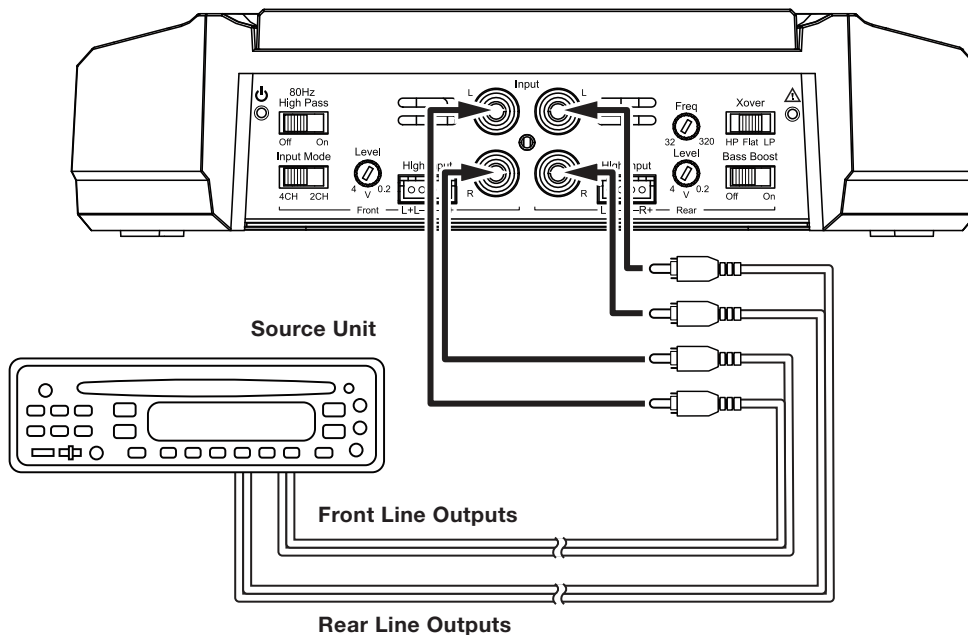 Input
L
L
80Hz
High Pass
Off On
Freq
32 320
Xover
HP Flat LP
Input Mode
4CH 2CH
Level
4 V 0.2
HIgh Input
R
R
Level
4 V 0.2
Bass Boost
Off On
Front
L+L
R+
Rear
Source Unit
Front Line Outputs
Rear Line Outputs